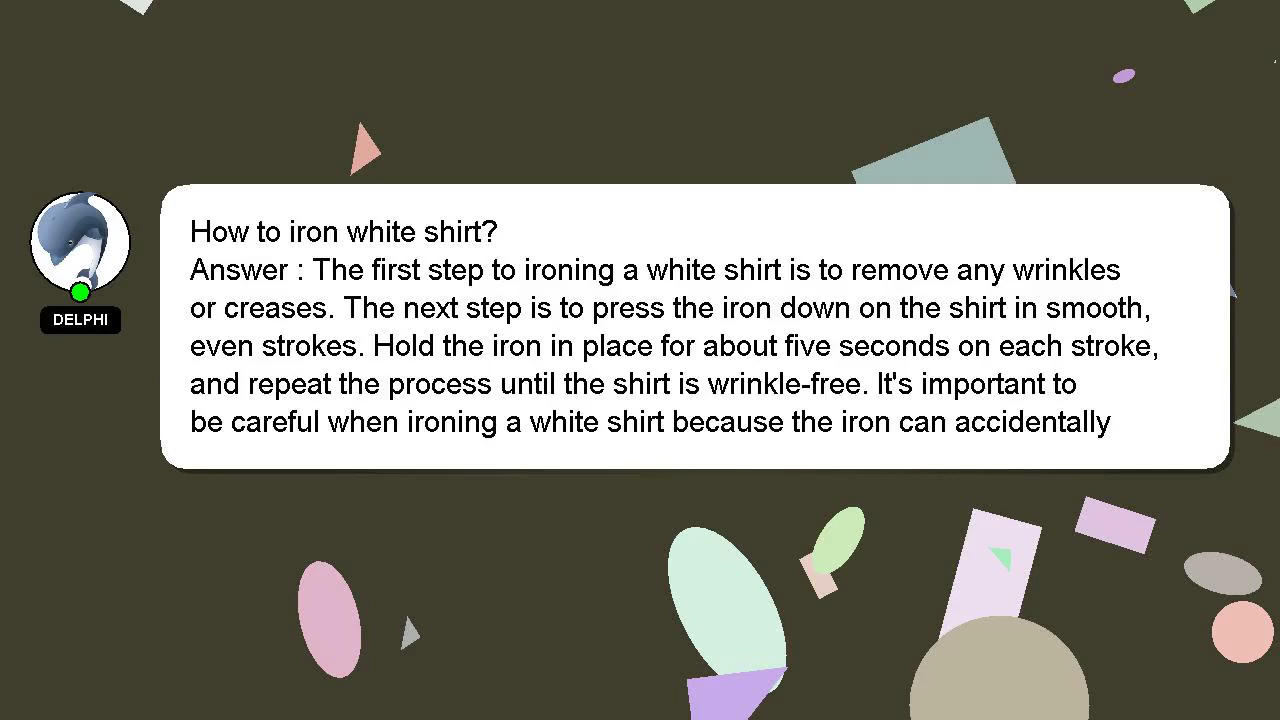 How to iron white shirt?
Answer : The first step to ironing a white shirt is to remove any wrinkles
or creases. The next step is to press the iron down on the shirt in smooth,
even strokes. Hold the iron in place for about five seconds on each stroke,
and repeat the process until the shirt is wrinkle-free. It's important to
be careful when ironing a white shirt because the iron can accidentally
DELPHI